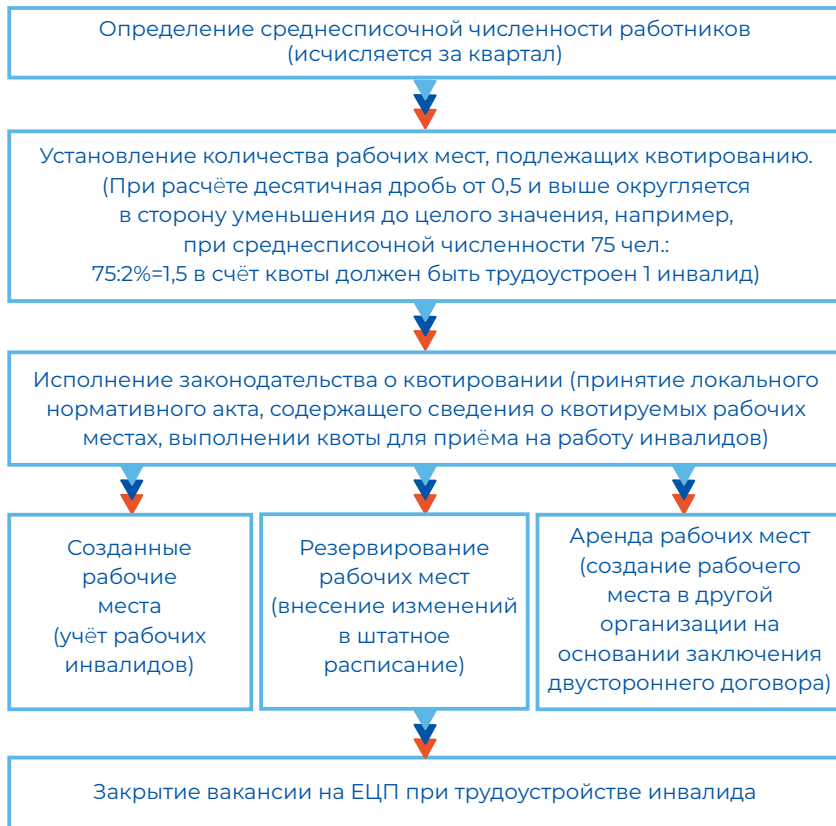 Определение среднесписочной численности работников
(исчисляется за квартал)
Установление количества рабочих мест, подлежащих квотированию.
(При расчёте десятичная дробь от 0,5 и выше округляется
в сторону уменьшения до целого значения, например,
при среднесписочной численности 75 чел.:
75:2%=1,5 в счёт квоты должен быть трудоустроен 1 инвалид)
Исполнение законодательства о квотировании (принятие локального
нормативного акта, содержащего сведения о квотируемых рабочих
местах, выполнении квоты для приёма на работу инвалидов)
Созданные
рабочие
места
(учёт рабочих
инвалидов)
Резервирование
рабочих мест
(внесение изменений
в штатное
расписание)
Аренда рабочих мест
(создание рабочего
места в другой
организации на
основании заключения
двустороннего договора)
Закрытие вакансии на ЕЦП при трудоустройстве инвалида